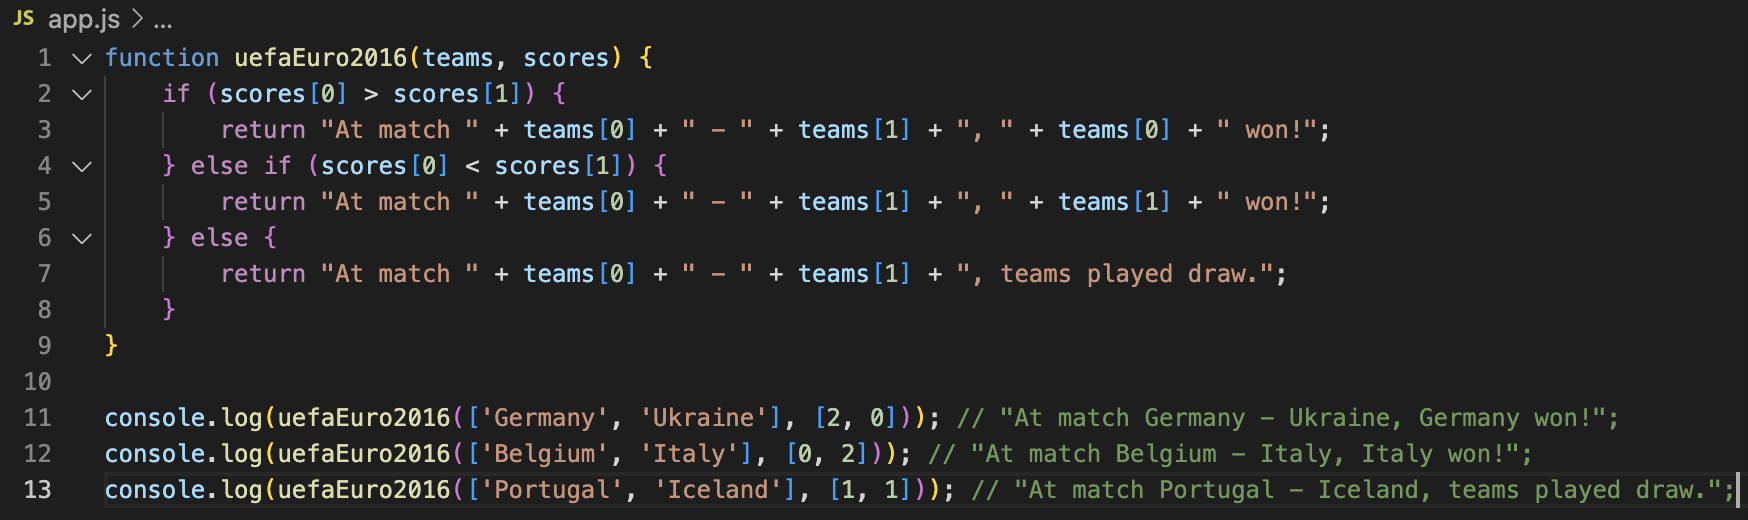 JS app.js > ...
1 function uefaEuro2016(teams, scores) {
2     if (scores[0] > scores[1]) {
3         return "At match " + teams[0] + " - " + teams[1] + ", " + teams[0] + " won!";
4     } else if (scores[0] < scores[1]) {
5         return "At match " + teams[0] + " - " + teams[1] + ", " + teams[1] + " won!";
6     } else {
7         return "At match " + teams[0] + " - " + teams[1] + ", teams played draw.";
8     }
9 }
10
11 console.log(uefaEuro2016(['Germany', 'Ukraine'], [2, 0])); // "At match Germany - Ukraine, Germany won!";
12 console.log(uefaEuro2016(['Belgium', 'Italy'], [0, 2])); // "At match Belgium - Italy, Italy won!";
13 console.log(uefaEuro2016(['Portugal', 'Iceland'], [1, 1])); // "At match Portugal - Iceland, teams played draw.";